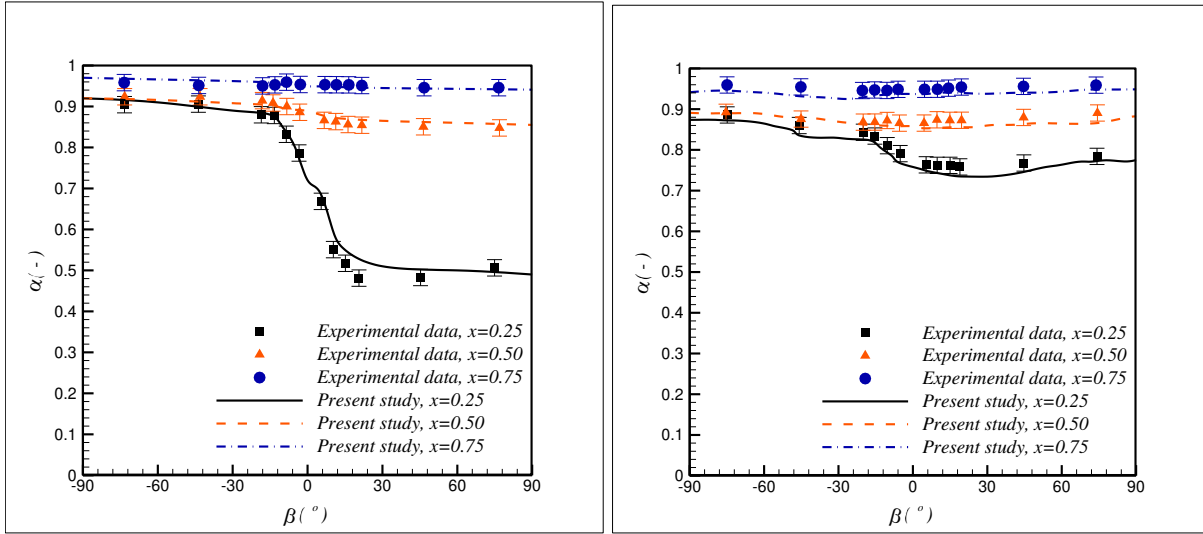 1
0.9
0.8
0.7
0.6
0.5
0.4
0.3
0.2
0.1
0
α(-)
Experimental data, x=0.25
Experimental data, x=0.50
Experimental data, x=0.75
Present study, x=0.25
Present study, x=0.50
Present study, x=0.75
-90 -60 -30 0 30 60 90
β(°)
1
0.9
0.8
0.7
0.6
0.5
0.4
0.3
0.2
0.1
0
α(-)
Experimental data, x=0.25
Experimental data, x=0.50
Experimental data, x=0.75
Present study, x=0.25
Present study, x=0.50
Present study, x=0.75
-90 -60 -30 0 30 60 90
β(°)